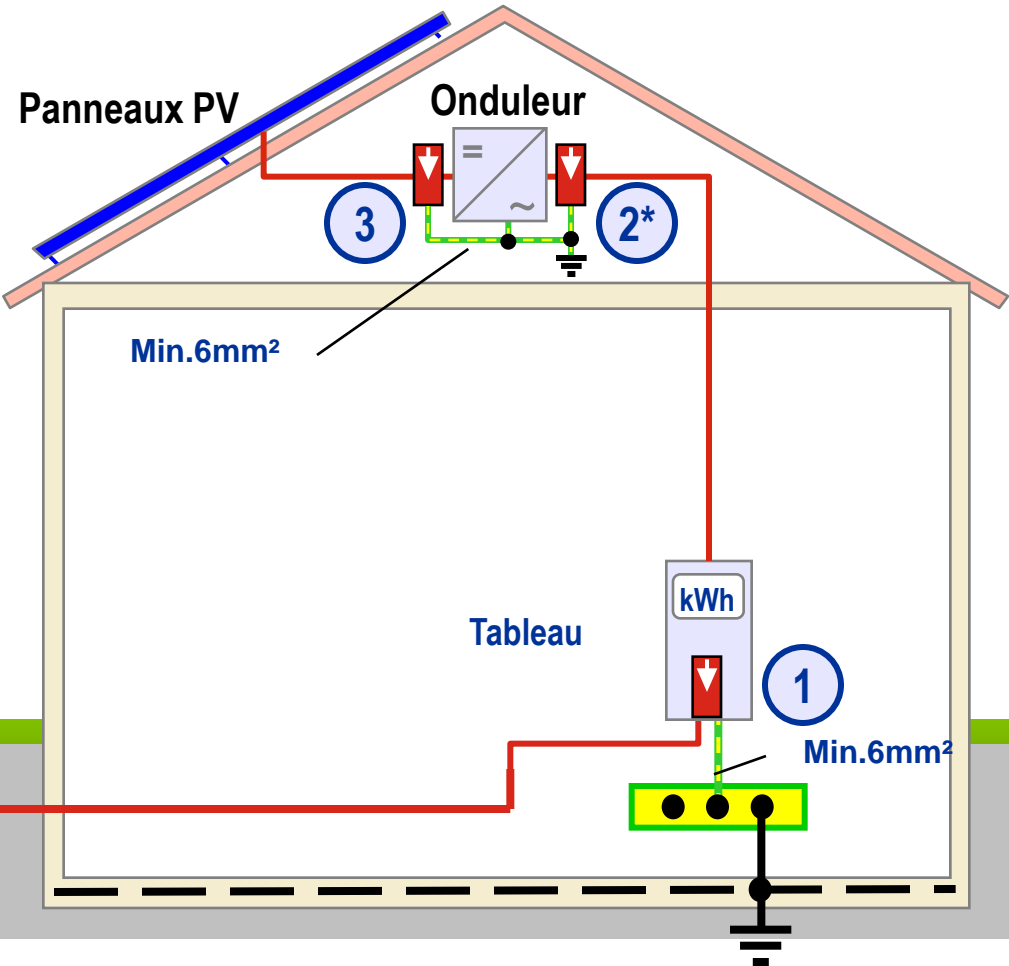 Panneaux PV
Onduleur
=
~
3
2*
Min.6mm²
kWh
Tableau
1
Min.6mm²